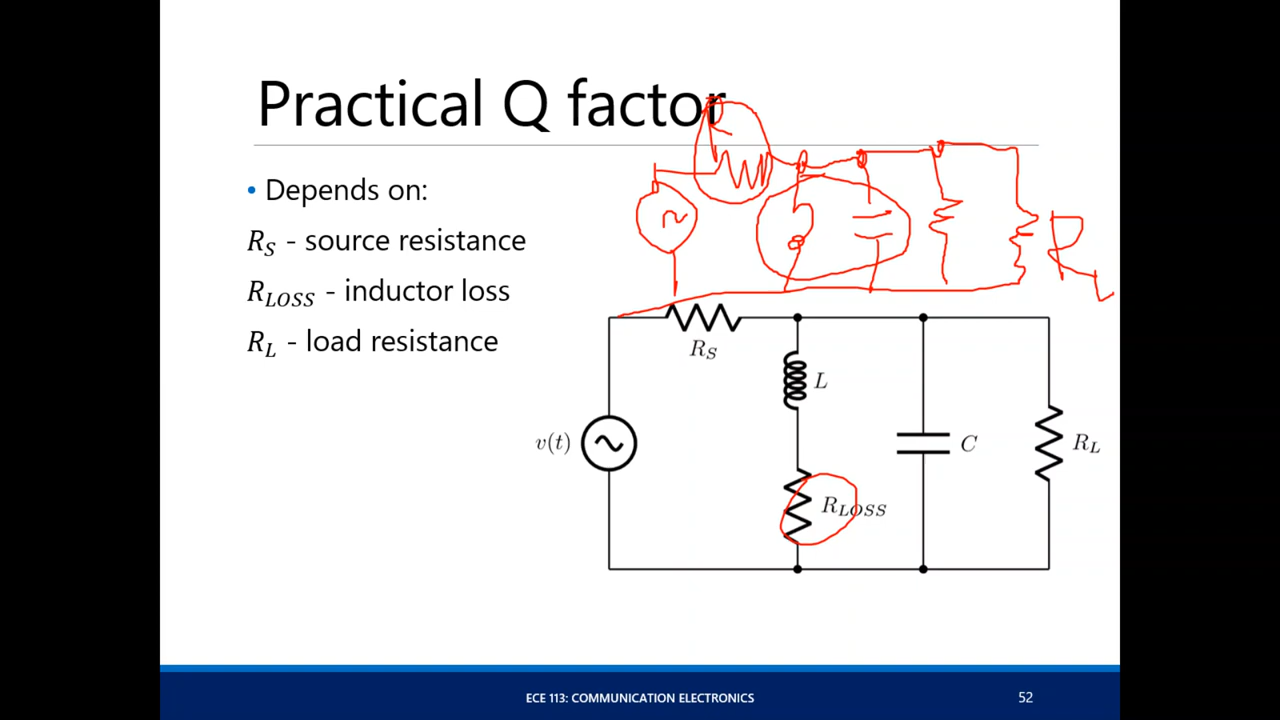 Practical Q factor
• Depends on:
R_S - source resistance
R_LOSS - inductor loss
R_L - load resistance
R_L
R_S
L
v(t)
C
R_L
R_LOSS
ECE 113: COMMUNICATION ELECTRONICS
52